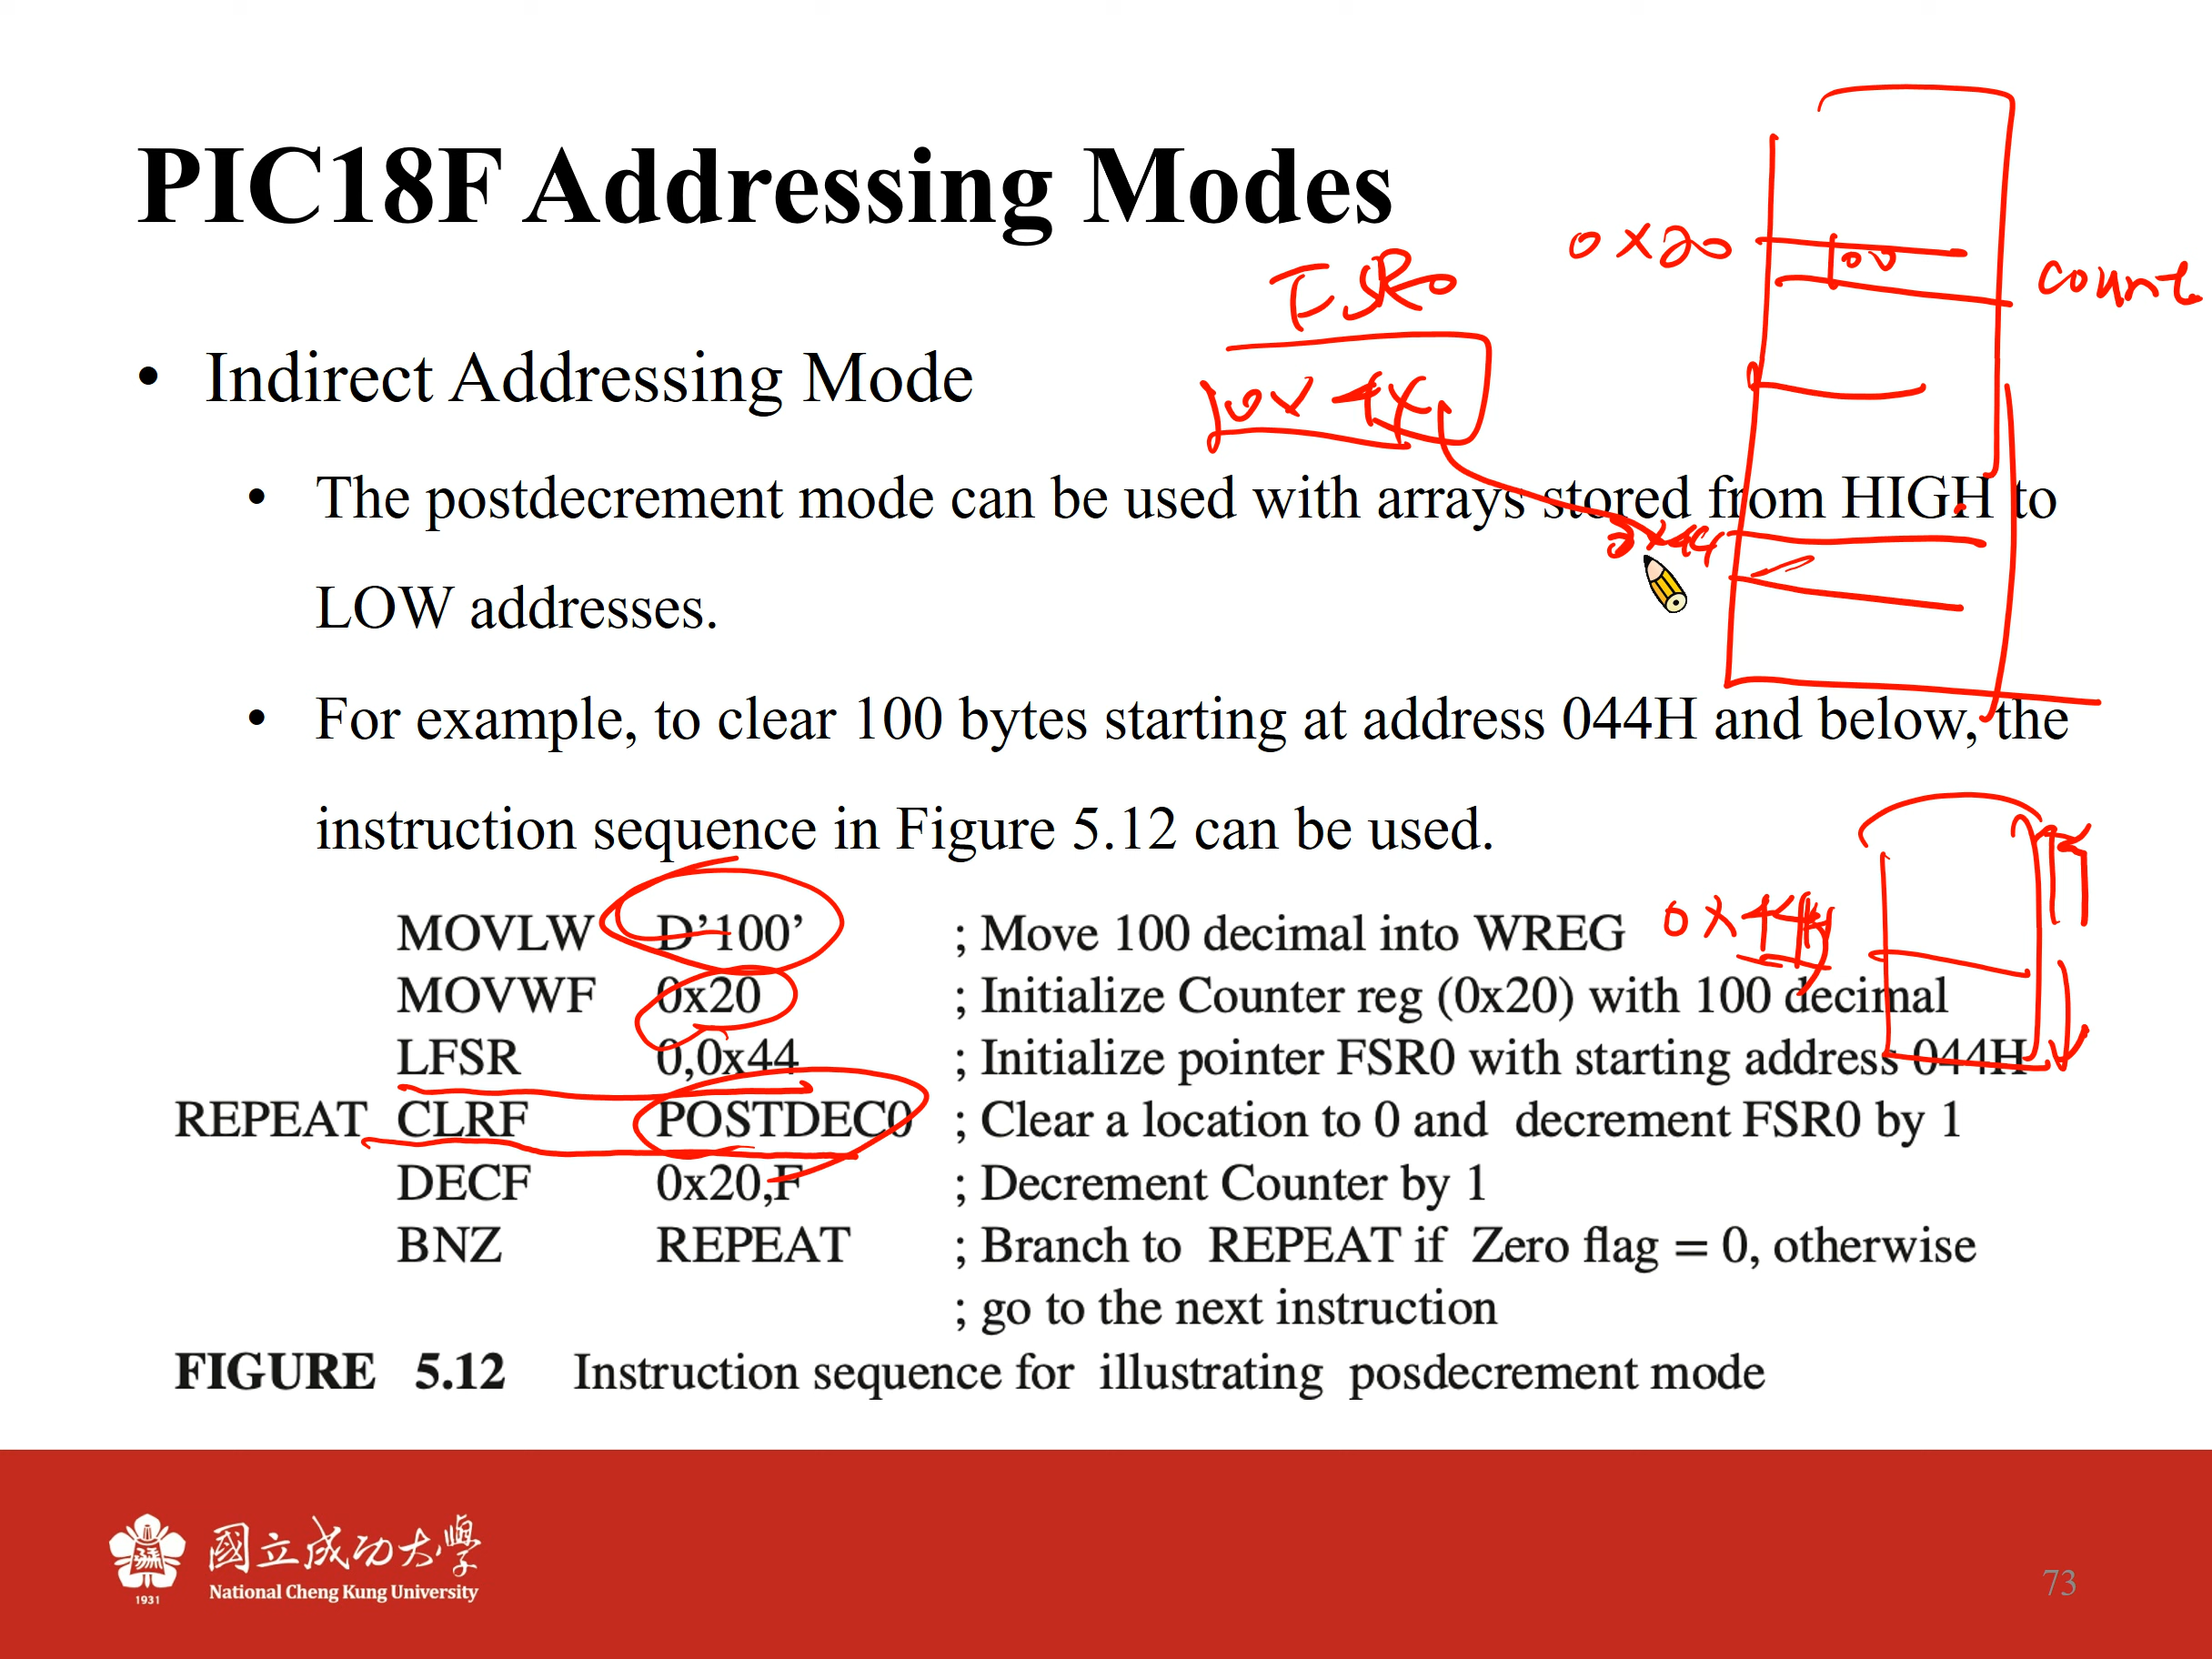 PIC18F Addressing Modes
0x20
100
count
FSR0
0x44
• Indirect Addressing Mode
• The postdecrement mode can be used with arrays stored from HIGH to
LOW addresses.
0x44
• For example, to clear 100 bytes starting at address 044H and below, the
instruction sequence in Figure 5.12 can be used.
MOVLW D’100’ ; Move 100 decimal into WREG
0x44
MOVWF 0x20 ; Initialize Counter reg (0x20) with 100 decimal
LFSR 0,0x44 ; Initialize pointer FSR0 with starting address 044H
REPEAT CLRF POSTDEC0 ; Clear a location to 0 and decrement FSR0 by 1
DECF 0x20,F ; Decrement Counter by 1
BNZ REPEAT ; Branch to REPEAT if Zero flag = 0, otherwise
; go to the next instruction
FIGURE 5.12 Instruction sequence for illustrating posdecrement mode
國立成功大學
National Cheng Kung University
1931
73